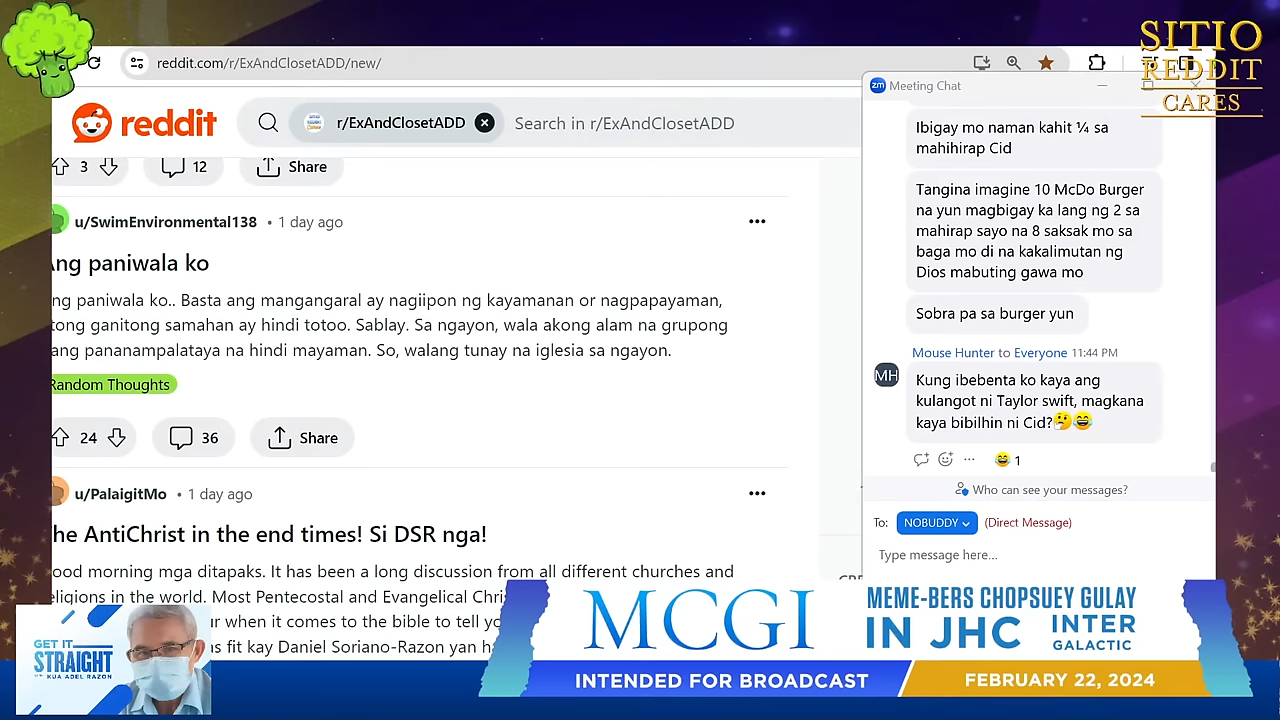 reddit.com/r/ExAndClosetADD/new/
SITIO
REDDIT
CARES
reddit
r/ExAndClosetADD
Search in r/ExAndClosetADD
3
12
Share
u/SwimEnvironmental138 • 1 day ago
ng paniwala ko
ng paniwala ko.. Basta ang mangangaral ay nagiipon ng kayamanan or nagpapayaman,
tong ganitong samahan ay hindi totoo. Sablay. Sa ngayon, wala akong alam na grupong
ang pananampalataya na hindi mayaman. So, walang tunay na iglesia sa ngayon.
Random Thoughts
24
36
Share
u/PalaigitMo • 1 day ago
he AntiChrist in the end times! Si DSR nga!
ood morning mga ditapaks. It has been a long discussion from all different churches and
eligions in the world. Most Pentecostal and Evangelical Chri
r when it comes to the bible to tell yo
s fit kay Daniel Soriano-Razon yan
zm Meeting Chat
Ibigay mo naman kahit ¼ sa
mahihirap Cid
Tangina imagine 10 McDo Burger
na yun magbigay ka lang ng 2 sa
mahirap sayo na 8 saksak mo sa
baga mo di na kakalimutan ng
Dios mabuting gawa mo
Sobra pa sa burger yun
Mouse Hunter to Everyone 11:44 PM
MH
Kung ibebenta ko kaya ang
kulangot ni Taylor swift, magkana
kaya bibilhin ni Cid?🤔😂
😄 1
Who can see your messages?
To: NOBUDDY (Direct Message)
Type message here...
GET IT
STRAIGHT
KUYA ADEL RAZON
MCGI
MEME-BERS CHOPSUEY GULAY
IN JHC INTER
GALACTIC
INTENDED FOR BROADCAST
FEBRUARY 22, 2024